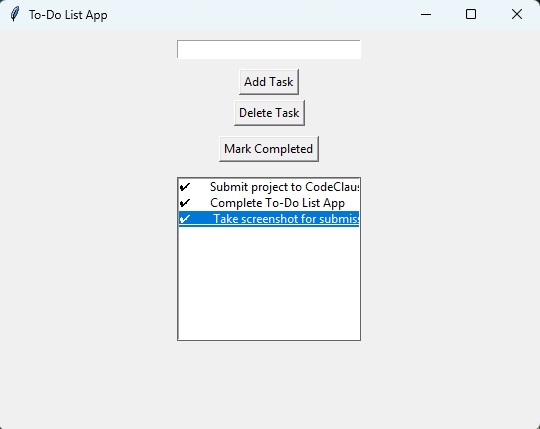 To-Do List App
Add Task
Delete Task
Mark Completed
✔ Submit project to CodeClaus
✔ Complete To-Do List App
✔ Take screenshot for submis